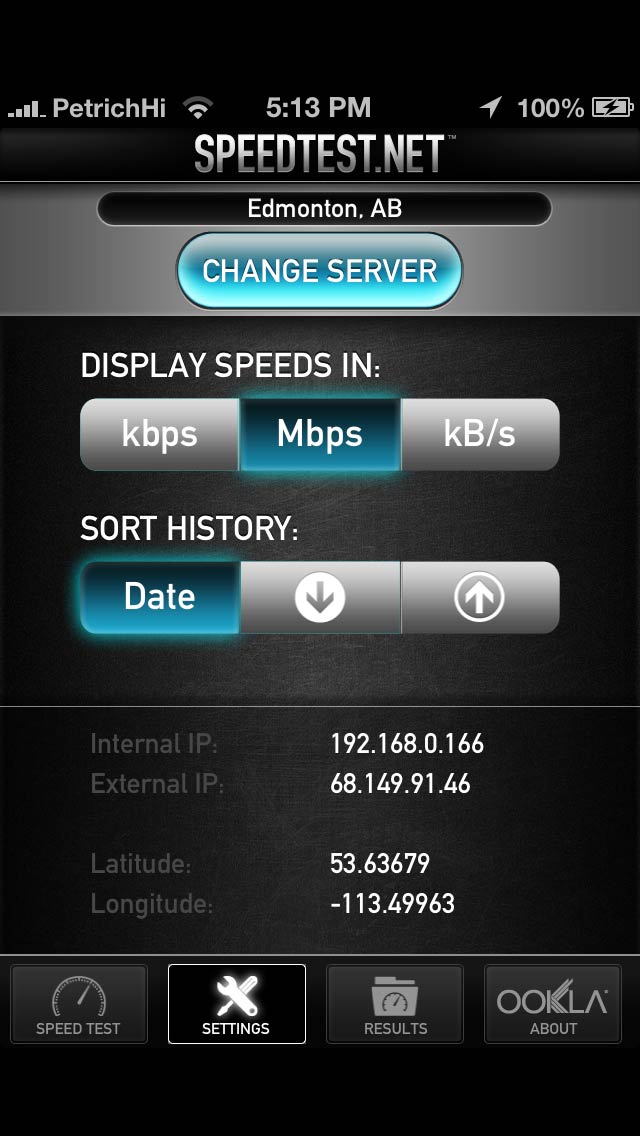 PetrichHi 5:13 PM 100%
SPEEDTEST.NET™
Edmonton, AB
CHANGE SERVER
DISPLAY SPEEDS IN:
kbps Mbps kB/s
SORT HISTORY:
Date
Internal IP: 192.168.0.166
External IP: 68.149.91.46
Latitude: 53.63679
Longitude: -113.49963
OOKLA
SPEED TEST SETTINGS RESULTS ABOUT